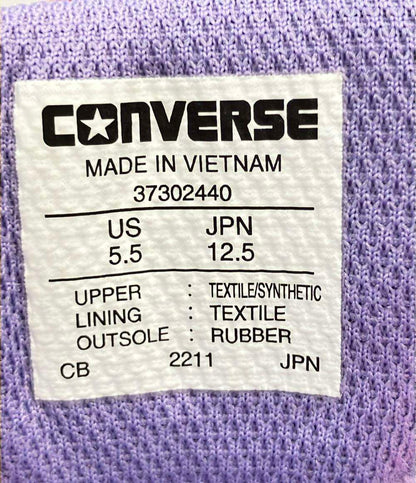 CONVERSE
MADE IN VIETNAM
37302440
US JPN
5.5 12.5
UPPER : TEXTILE/SYNTHETIC
LINING : TEXTILE
OUTSOLE : RUBBER
CB 2211 JPN